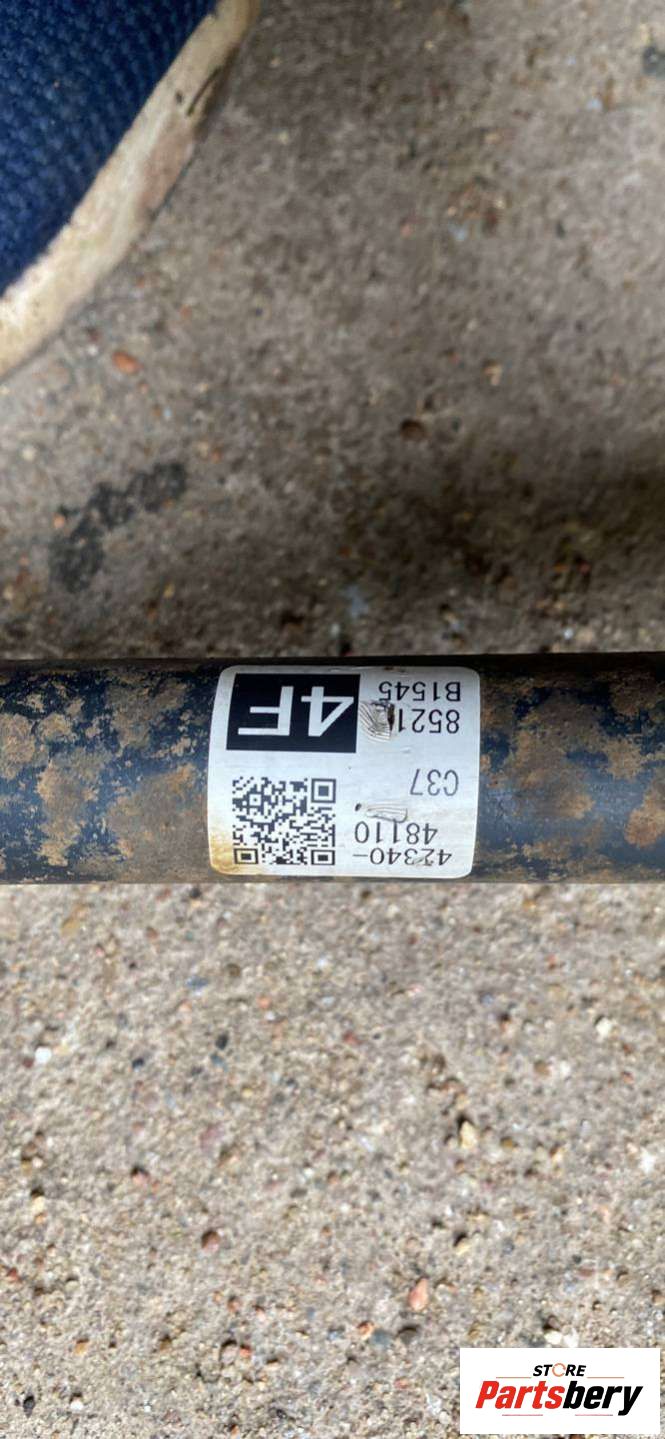 42340-
48110
C37
8521
B1545
4F
STORE
Partsbery